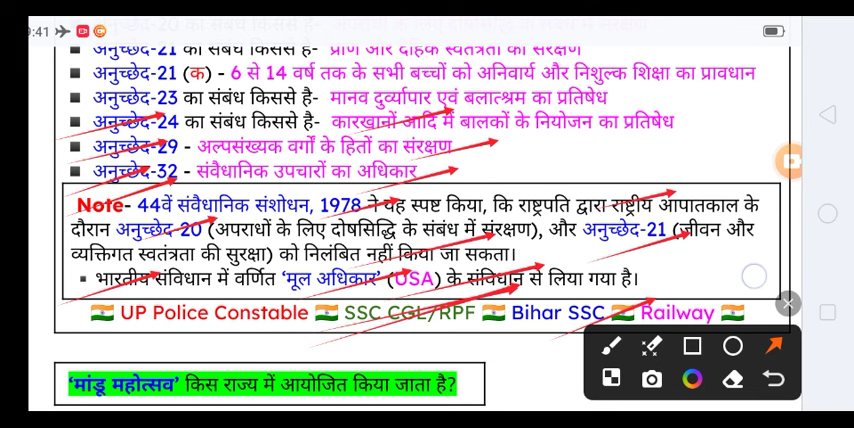 :41
अनुच्छेद-21 का संबंध किससे है- प्राण और दैहिक स्वतंत्रता का संरक्षण
अनुच्छेद-21 (क) - 6 से 14 वर्ष तक के सभी बच्चों को अनिवार्य और निशुल्क शिक्षा का प्रावधान
अनुच्छेद-23 का संबंध किससे है- मानव दुर्व्यापार एवं बलात्श्रम का प्रतिषेध
अनुच्छेद-24 का संबंध किससे है- कारखानों आदि में बालकों के नियोजन का प्रतिषेध
अनुच्छेद-29 - अल्पसंख्यक वर्गों के हितों का संरक्षण
अनुच्छेद-32 - संवैधानिक उपचारों का अधिकार
Note- 44वें संवैधानिक संशोधन, 1978 ने यह स्पष्ट किया, कि राष्ट्रपति द्वारा राष्ट्रीय आपातकाल के
दौरान अनुच्छेद-20 (अपराधों के लिए दोषसिद्धि के संबंध में संरक्षण), और अनुच्छेद-21 (जीवन और
व्यक्तिगत स्वतंत्रता की सुरक्षा) को निलंबित नहीं किया जा सकता।
भारतीय संविधान में वर्णित ‘मूल अधिकार’ (USA) के संविधान से लिया गया है।
UP Police Constable SSC CGL/RPF Bihar SSC Railway
‘मांडू महोत्सव’ किस राज्य में आयोजित किया जाता है?